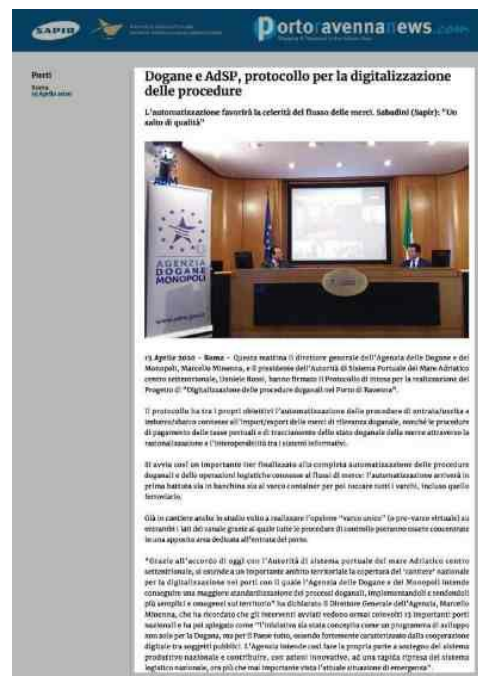 SAPIR
Portoravennanews.com
Porti
Roma
Dogane e AdSP, protocollo per la digitalizzazione
delle procedure
L'automatizzazione favorirà la celerità del flusso delle merci. Sabadini (Sapir): "Un
salto di qualità"
ADM
AGENZIA
DOGANE
MONOPOLI
SAPIR
Aprile 2020 - Roma - Questa mattina il direttore generale dell'Agenzia delle Dogane e dei
Monopoli, Marcello Minenna, e il presidente dell'Autorità di Sistema Portuale del Mare Adriatico
centro settentrionale, Daniele Rossi, hanno firmato il Protocollo di intesa per la realizzazione del
Progetto di "Digitalizzazione delle procedure doganali nel Porto di Ravenna".
Il protocollo ha tra i propri obiettivi l'automatizzazione delle procedure di entrata/uscita e
imbarco/sbarco connesse all'import/export delle merci di rilevanza doganale, nonché le procedure
di pagamento delle tasse portuali e di tracciamento dello stato doganale della merce attraverso la
razionalizzazione e l'interoperabilità tra i sistemi informativi.
Si avvia così un importante iter finalizzato alla completa automatizzazione delle procedure
doganali e delle operazioni logistiche connesse ai flussi di merce: l'automatizzazione arriverà in
prima battuta sia in banchina sia al varco container per poi toccare tutti i varchi, incluso quello
ferroviario.
Già in cantiere anche lo studio volto a realizzare l'opzione "varco unico" (o pre-varco virtuale) su
entrambi i lati del canale grazie al quale tutte le procedure di controllo potranno essere concentrate
in una apposita area dedicata all'entrata del porto.
"Grazie all'accordo di oggi con l'Autorità di sistema portuale del mare Adriatico centro
settentrionale, si estende a un importante ambito territoriale la copertura del 'cantiere' nazionale
per la digitalizzazione nei porti con il quale l'Agenzia delle Dogane e dei Monopoli intende
conseguire una maggiore standardizzazione dei processi doganali, implementandoli e rendendoli
più semplici e omogenei sul territorio" ha dichiarato il Direttore Generale dell'Agenzia, Marcello
Minenna, che ha ricordato che gli interventi avviati vedono ormai coinvolti 13 importanti porti
nazionali e ha poi spiegato come "l'iniziativa sia stata concepita come un programma di sviluppo
non solo per la Dogana, ma per il Paese tutto, essendo fortemente caratterizzato dalla cooperazione
digitale tra soggetti pubblici. L'Agenzia intende così fare la propria parte a sostegno del sistema
produttivo nazionale e contribuire, con azioni innovative, ad una rapida ripresa del sistema
logistico nazionale, ora più che mai importante vista l'attuale situazione di emergenza".